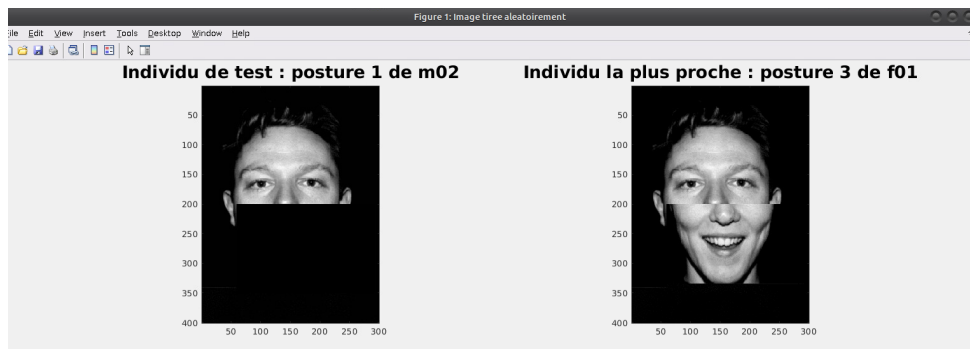 Figure 1: Image tiree aleatoirement
File Edit View Insert Tools Desktop Window Help
Individu de test : posture 1 de m02
Individu la plus proche : posture 3 de f01
50
100
150
200
250
300
350
400
50 100 150 200 250 300
50
100
150
200
250
300
350
400
50 100 150 200 250 300